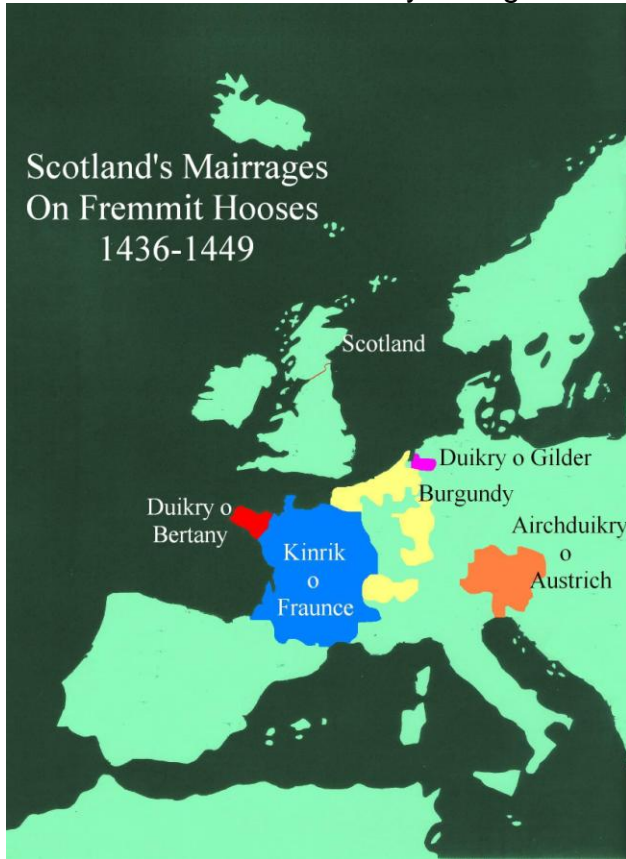 Scotland's Mairrages
On Fremmit Hooses
1436-1449
Scotland
Duikry o Gilder
Burgundy
Duikry o
Bertany
Kinrik
o
Fraunce
Airchduikry
o
Austrich